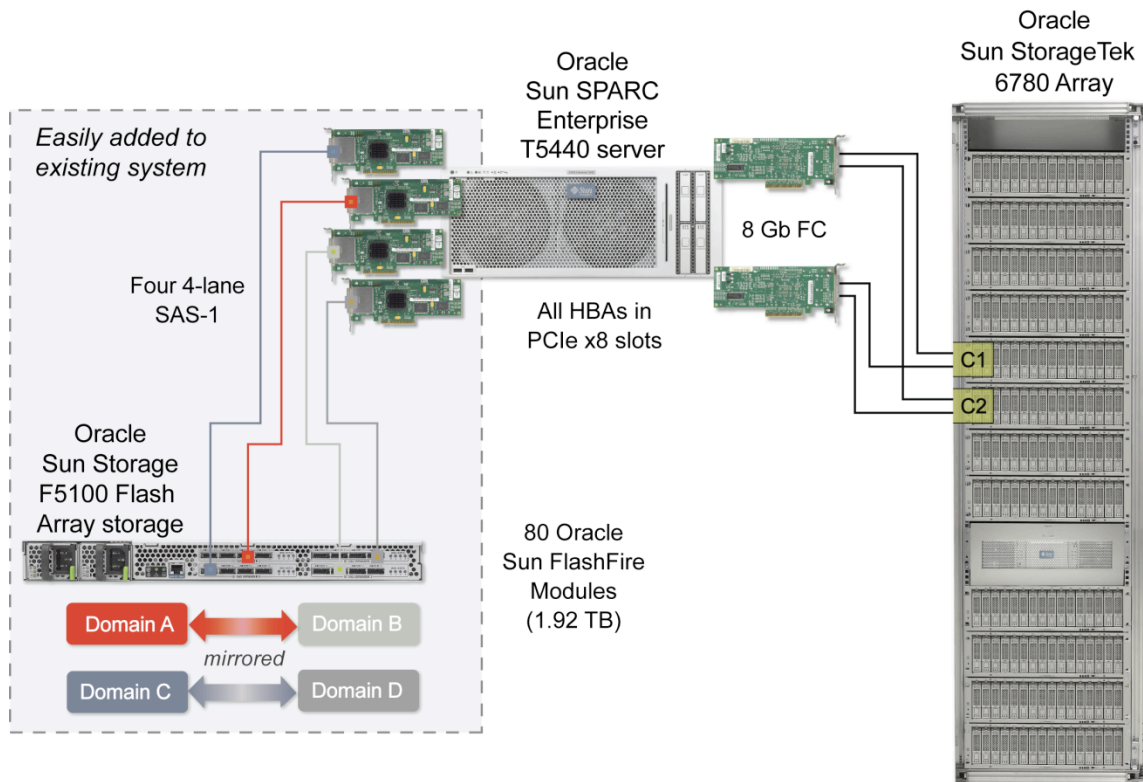 Oracle
Sun StorageTek
6780 Array
Oracle
Sun SPARC
Enterprise
T5440 server
Easily added to
existing system
8 Gb FC
Four 4-lane
SAS-1
All HBAs in
PCIe x8 slots
C1
C2
Oracle
Sun Storage
F5100 Flash
Array storage
80 Oracle
Sun FlashFire
Modules
(1.92 TB)
Domain A
Domain B
mirrored
Domain C
Domain D